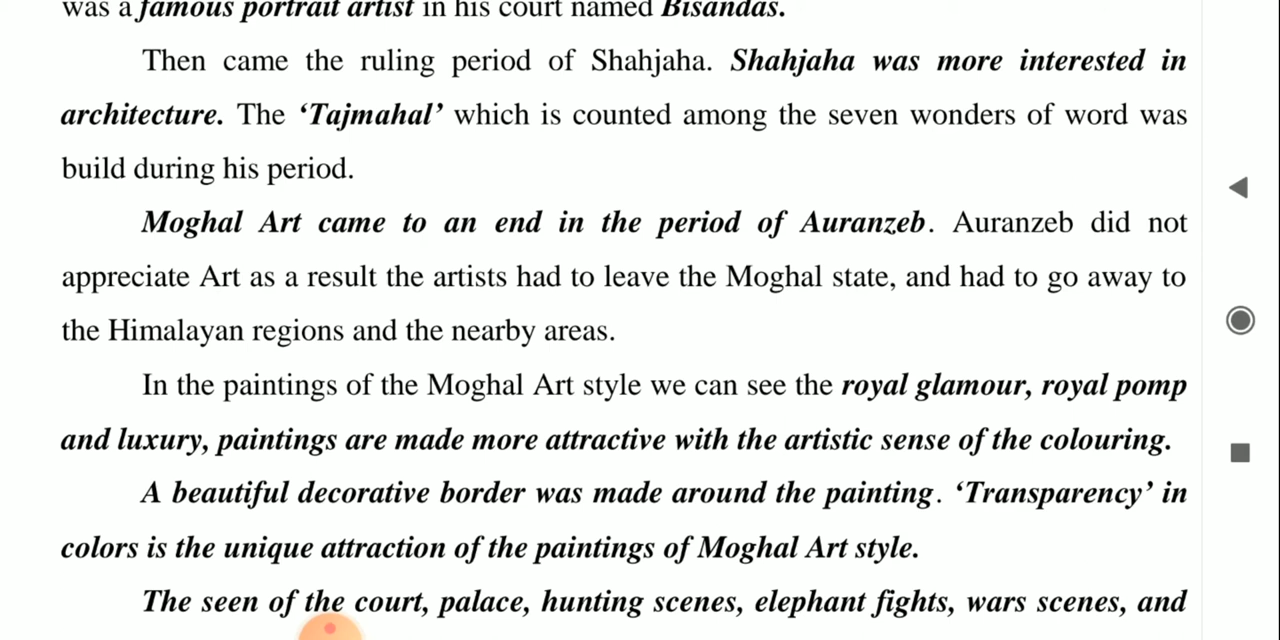 was a famous portrait artist in his court named Bisandas.
Then came the ruling period of Shahjaha. Shahjaha was more interested in
architecture. The ‘Tajmahal’ which is counted among the seven wonders of word was
build during his period.
Moghal Art came to an end in the period of Auranzeb. Auranzeb did not
appreciate Art as a result the artists had to leave the Moghal state, and had to go away to
the Himalayan regions and the nearby areas.
In the paintings of the Moghal Art style we can see the royal glamour, royal pomp
and luxury, paintings are made more attractive with the artistic sense of the colouring.
A beautiful decorative border was made around the painting. ‘Transparency’ in
colors is the unique attraction of the paintings of Moghal Art style.
The seen of the court, palace, hunting scenes, elephant fights, wars scenes, and